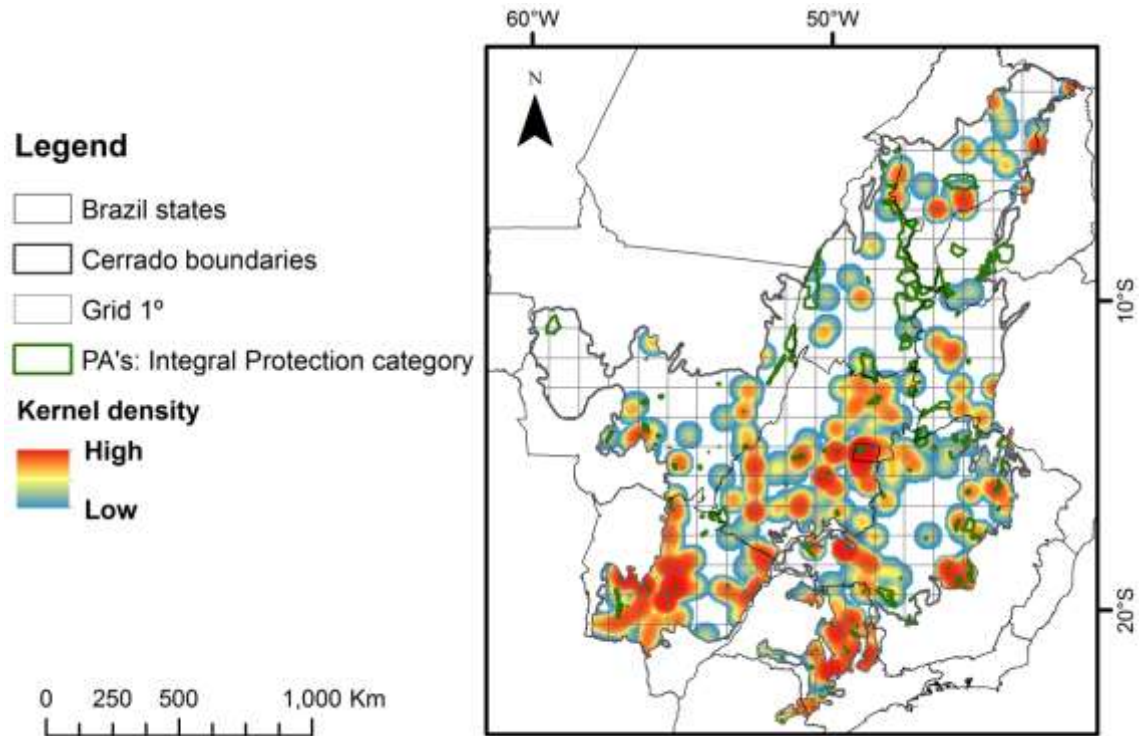 60°W 50°W
N
Legend
Brazil states
Cerrado boundaries
Grid 1º
PA's: Integral Protection category
10°S
Kernel density
High
Low
20°S
0 250 500 1,000 Km